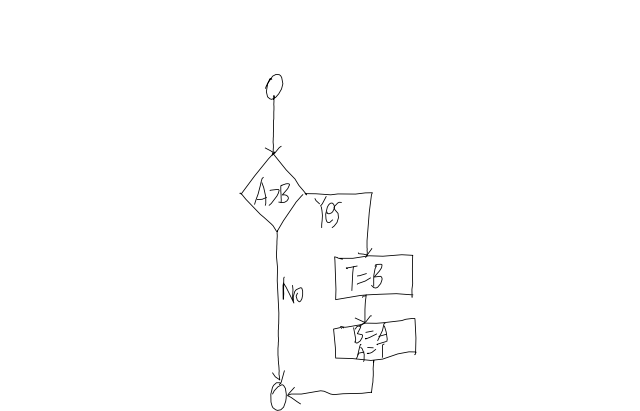 A>B
Yes
T=B
No
B=A
A=T